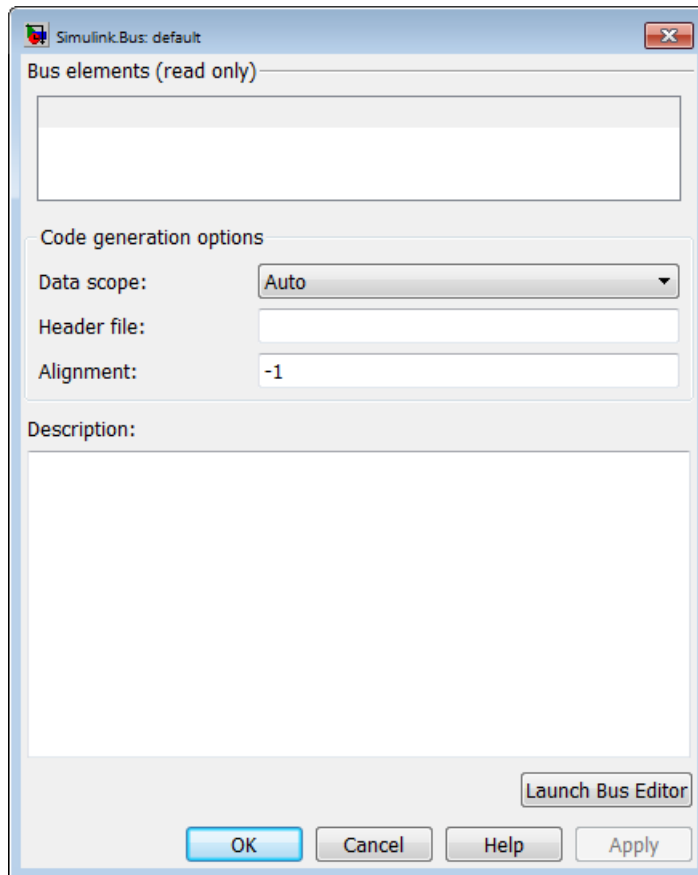 Simulink.Bus: default
Bus elements (read only)
Code generation options
Data scope: Auto
Header file:
Alignment: -1
Description:
Launch Bus Editor
OK Cancel Help Apply